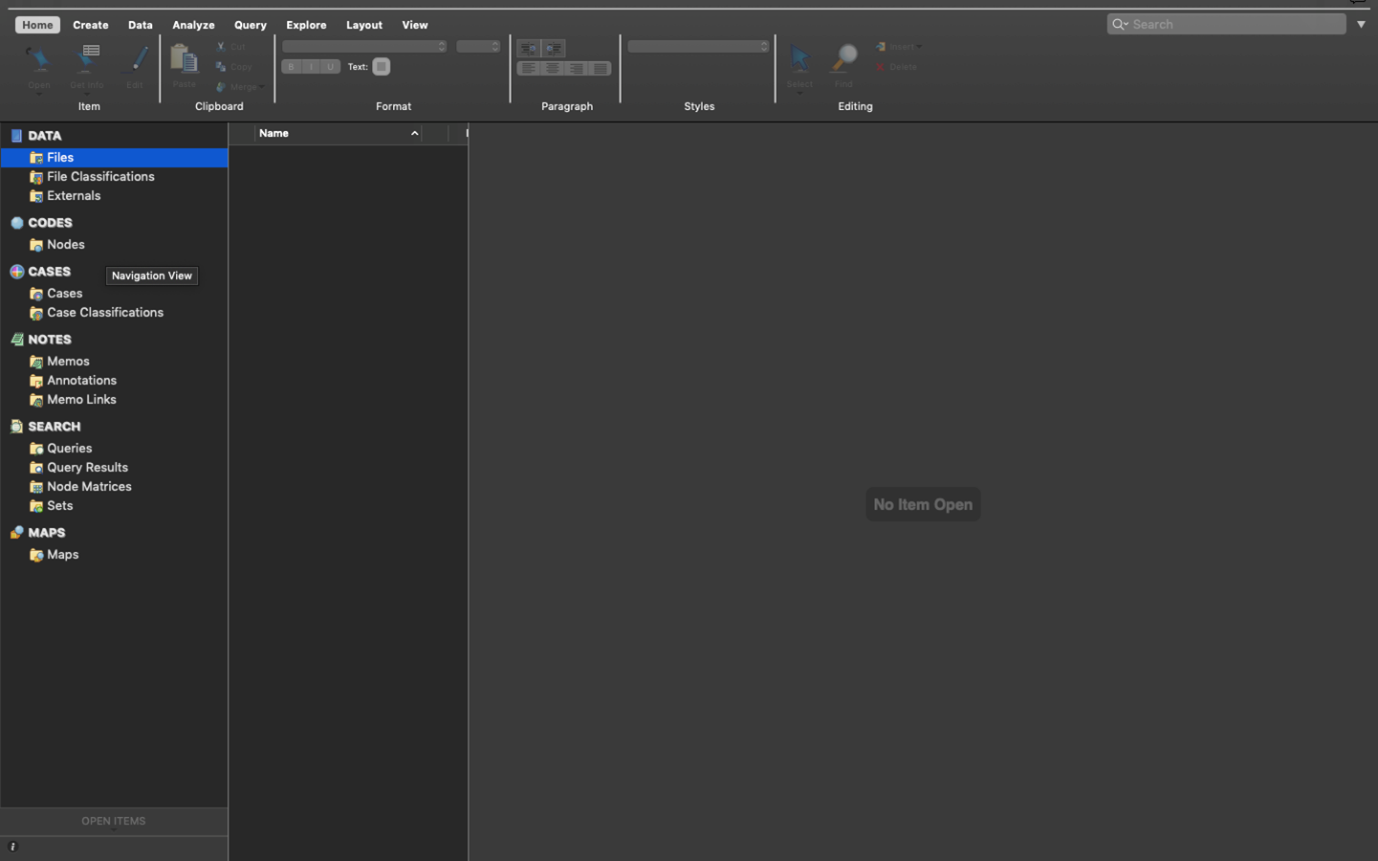 Home Create Data Analyze Query Explore Layout View
Search
Open Get Info Edit Paste
Cut
Copy
Merge
B I U Text:
Select Find
Insert
Delete
Item Clipboard Format Paragraph Styles Editing
DATA
Files
File Classifications
Externals
CODES
Nodes
CASES
Navigation View
Cases
Case Classifications
NOTES
Memos
Annotations
Memo Links
SEARCH
Queries
Query Results
Node Matrices
Sets
MAPS
Maps
OPEN ITEMS
Name
No Item Open